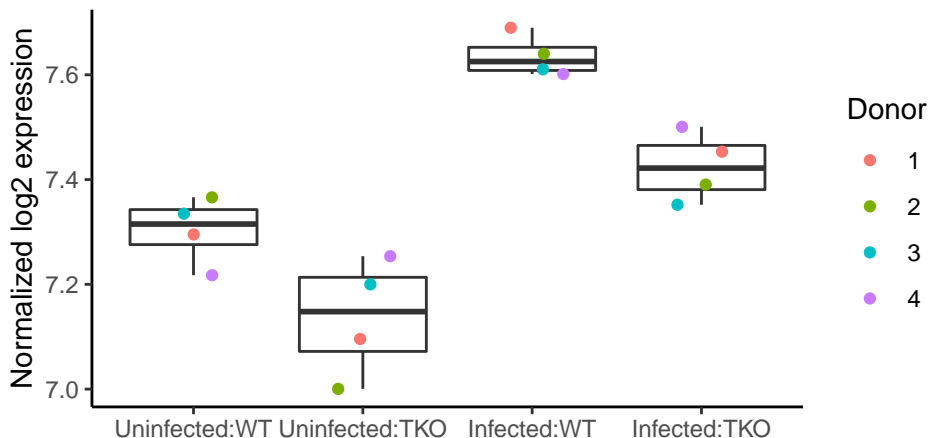 Normalized log2 expression
7.6
7.4
7.2
7.0
Uninfected:WT Uninfected:TKO Infected:WT Infected:TKO
Donor
1
2
3
4